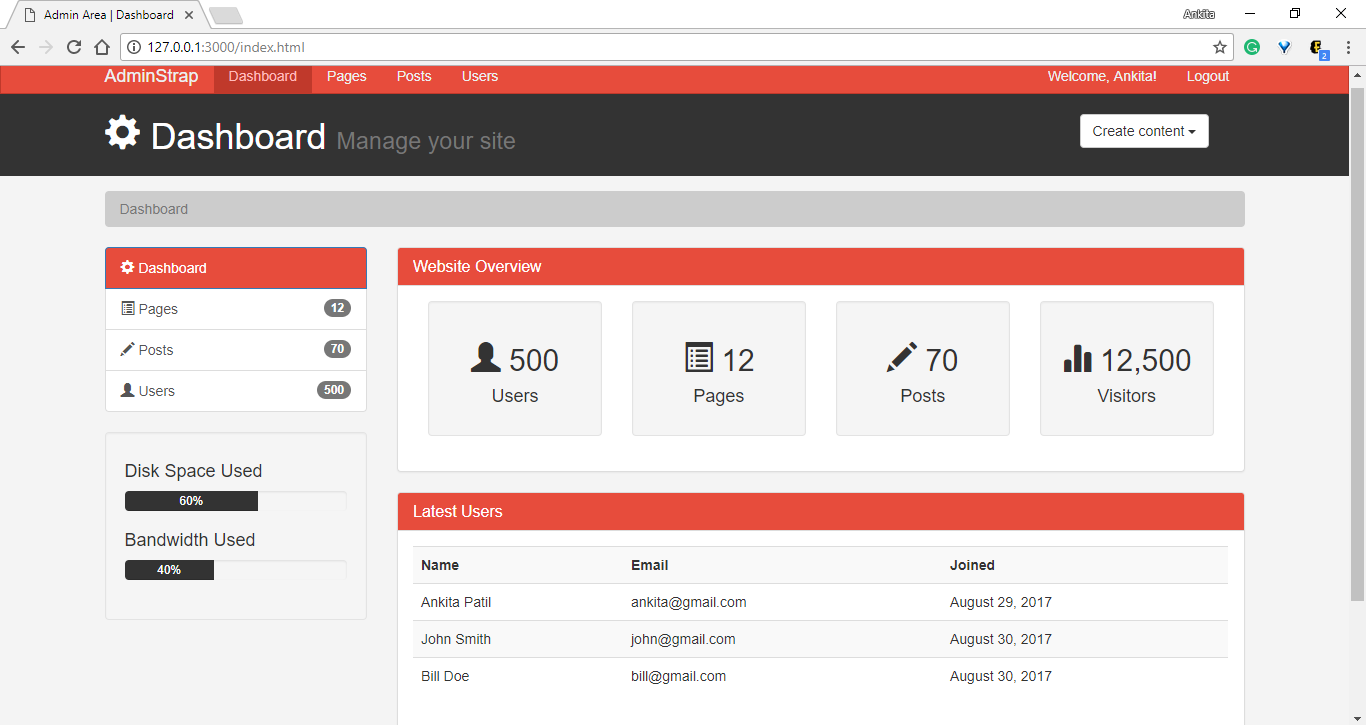 Admin Area | Dashboard
Ankita
127.0.0.1:3000/index.html
2
AdminStrap Dashboard Pages Posts Users Welcome, Ankita! Logout
Dashboard Manage your site Create content
Dashboard
Dashboard
Pages 12
Posts 70
Users 500
Disk Space Used
60%
Bandwidth Used
40%
Website Overview
500 12 70 12,500
Users Pages Posts Visitors
Latest Users
Name Email Joined
Ankita Patil ankita@gmail.com August 29, 2017
John Smith john@gmail.com August 30, 2017
Bill Doe bill@gmail.com August 30, 2017